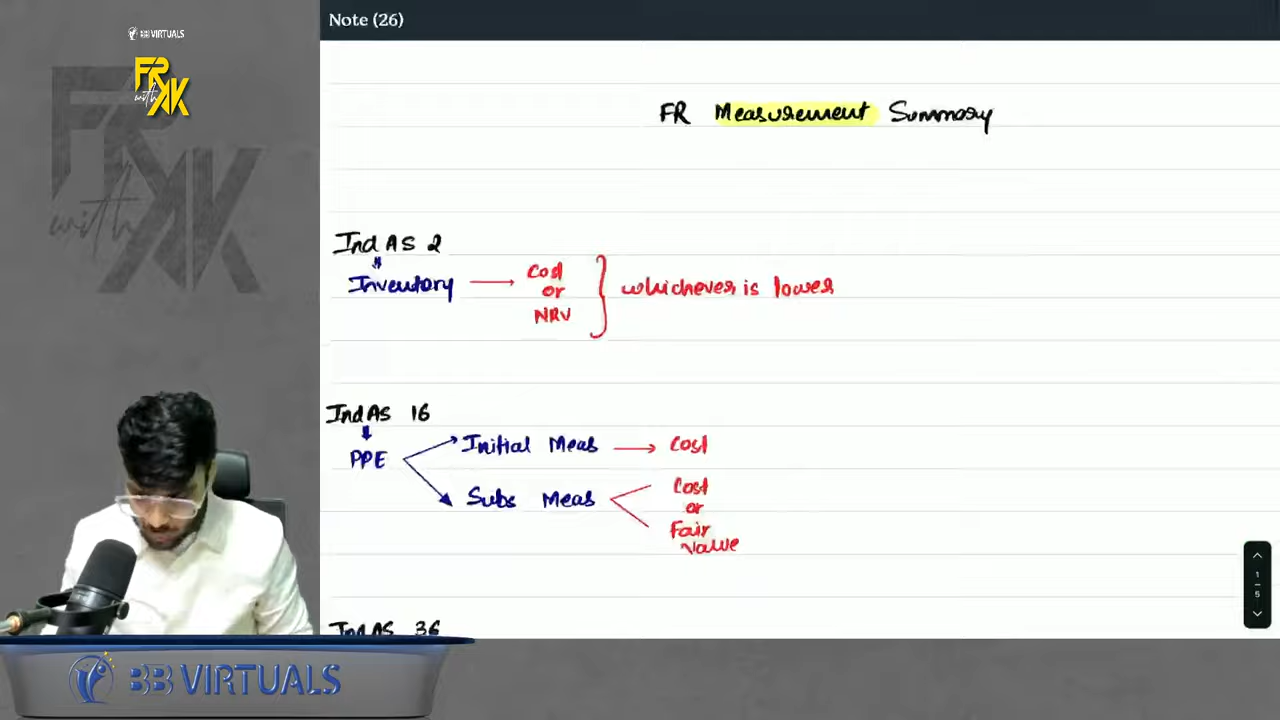 Note (26)
BB VIRTUALS
FR
with
KK
FR Measurement Summary
Ind AS 2
Inventory
Cost
or
NRV
whichever is lower
Ind AS 16
PPE
Initial Meas
Cost
Subs Meas
Cost
or
Fair
Value
Ind AS 36
1
5
BB VIRTUALS